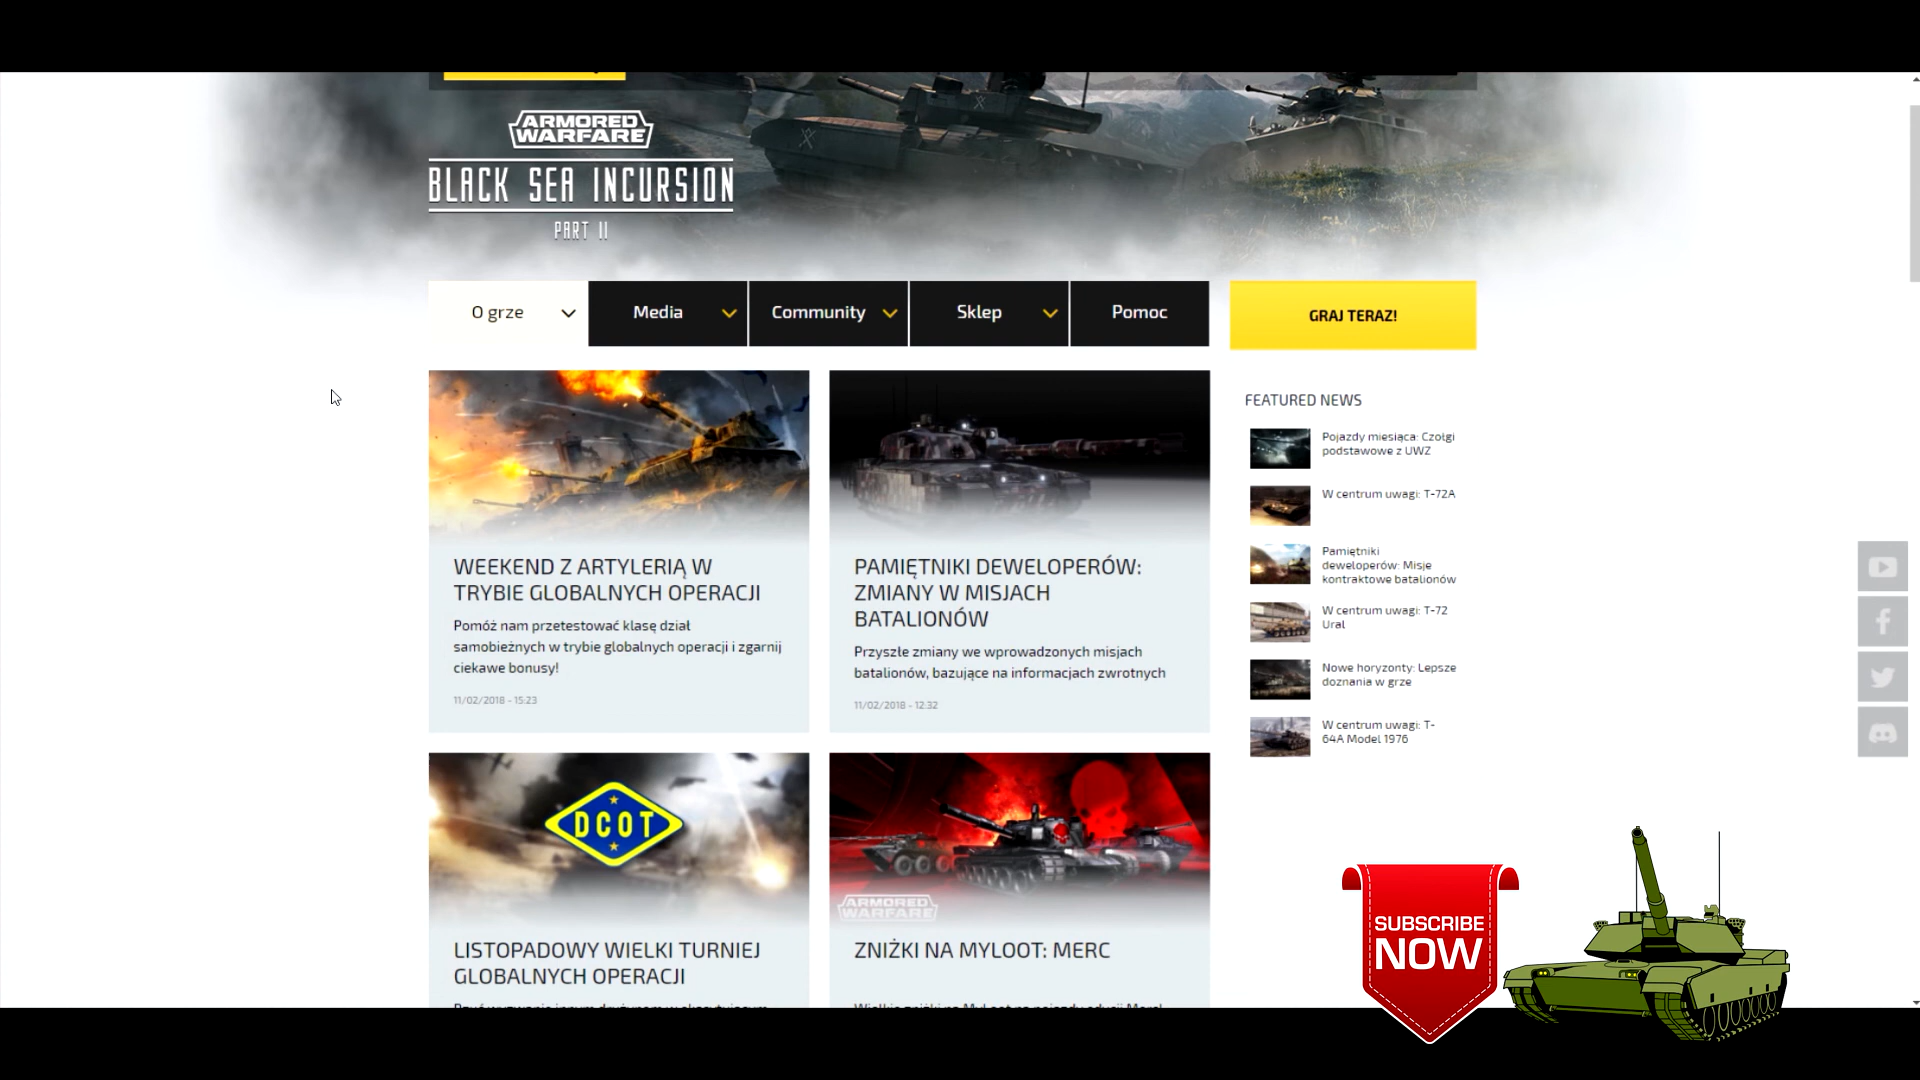 ARMORED
WARFARE
BLACK SEA INCURSION
PART II
O grze
Media
Community
Sklep
Pomoc
GRAJ TERAZ!
WEEKEND Z ARTYLERIĄ W
TRYBIE GLOBALNYCH OPERACJI
Pomóż nam przetestować klasę dział
samobieżnych w trybie globalnych operacji i zgarnij
ciekawe bonusy!
11/02/2018 - 15:23
PAMIĘTNIKI DEWELOPERÓW:
ZMIANY W MISJACH
BATALIONÓW
Przyszłe zmiany we wprowadzonych misjach
batalionów, bazujące na informacjach zwrotnych
11/02/2018 - 12:32
FEATURED NEWS
Pojazdy miesiąca: Czołgi
podstawowe z UWZ
W centrum uwagi: T-72A
Pamiętniki
deweloperów: Misje
kontraktowe batalionów
W centrum uwagi: T-72
Ural
Nowe horyzonty: Lepsze
doznania w grze
W centrum uwagi: T-
64A Model 1976
DCOT
LISTOPADOWY WIELKI TURNIEJ
GLOBALNYCH OPERACJI
ARMORED
WARFARE
ZNIŻKI NA MYLOOT: MERC
SUBSCRIBE
NOW